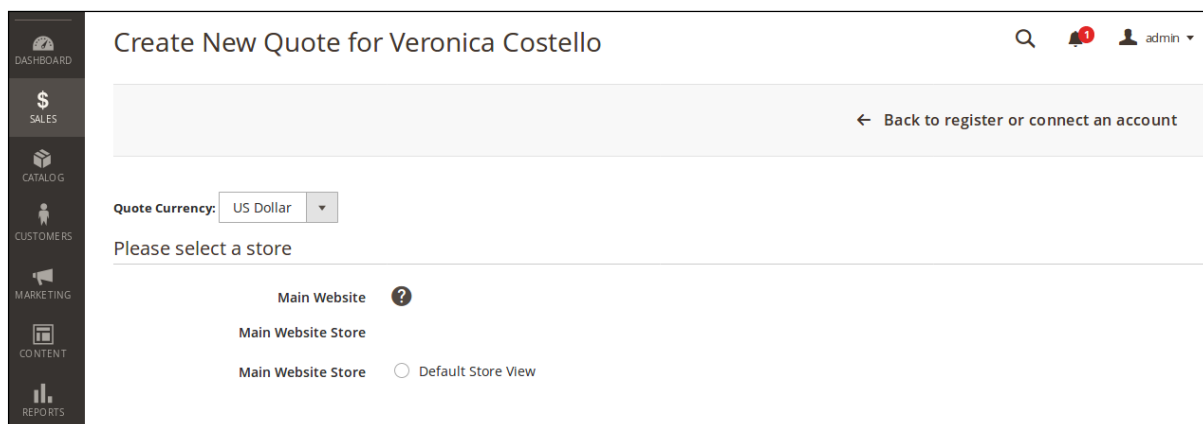 DASHBOARD
$
SALES
CATALOG
CUSTOMERS
MARKETING
CONTENT
REPORTS
Create New Quote for Veronica Costello
1
admin
← Back to register or connect an account
Quote Currency: US Dollar
Please select a store
Main Website ?
Main Website Store
Main Website Store Default Store View